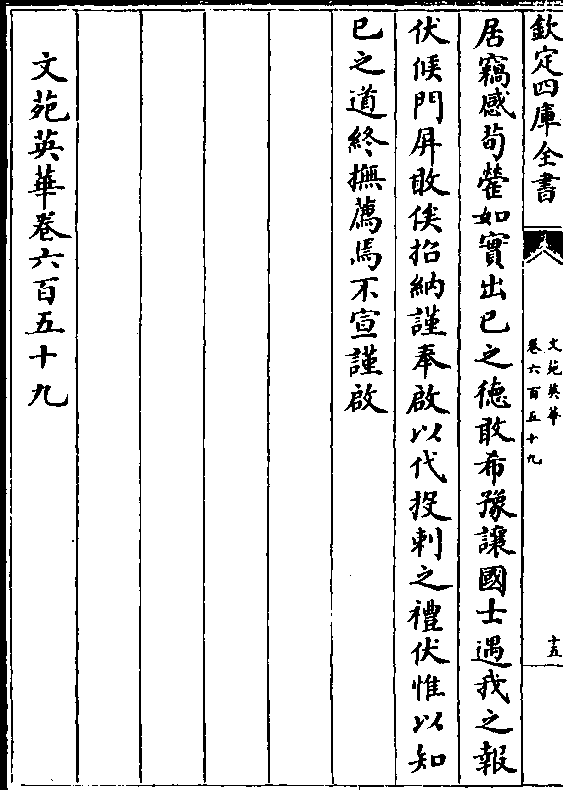 欽定四庫全書
文苑英華
卷六百五十九
十五
居竊感荀罃如實出已之德敢希豫讓國士遇我之報
伏候門屏敢俟招納謹奉啟以代投刺之禮伏惟以知
已之道終撫薦焉不宣謹啟
文苑英華卷六百五十九